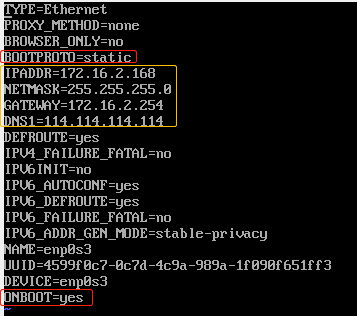 TYPE=Ethernet
PROXY_METHOD=none
BROWSER_ONLY=no
BOOTPROTO=static
IPADDR=172.16.2.168
NETMASK=255.255.255.0
GATEWAY=172.16.2.254
DNS1=114.114.114.114
DEFROUTE=yes
IPV4_FAILURE_FATAL=no
IPV6INIT=no
IPV6_AUTOCONF=yes
IPV6_DEFROUTE=yes
IPV6_FAILURE_FATAL=no
IPV6_ADDR_GEN_MODE=stable-privacy
NAME=enp0s3
UUID=4599f0c7-0c7d-4c9a-989a-1f090f651ff3
DEVICE=enp0s3
ONBOOT=yes
~